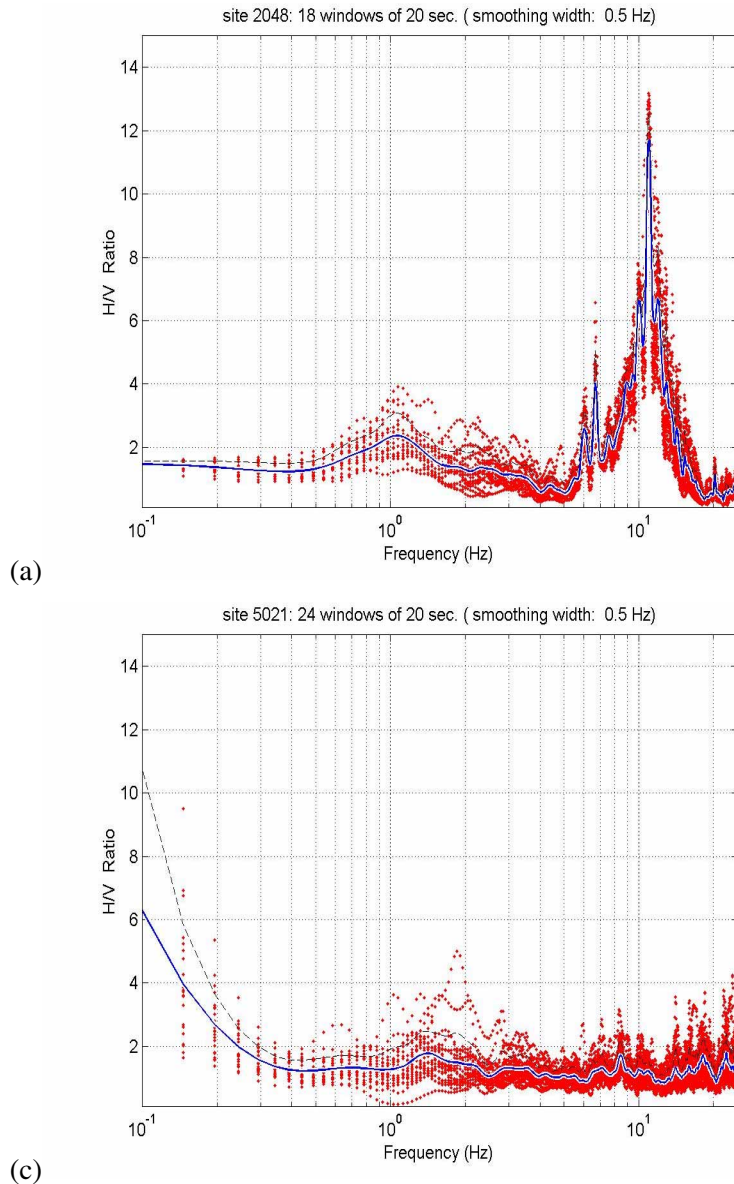 site 2048: 18 windows of 20 sec. ( smoothing width:  0.5 Hz)
14
12
10
8
6
4
2
H/V  Ratio
10^-1
10^0
10^1
Frequency (Hz)
(a)
site 5021: 24 windows of 20 sec. ( smoothing width:  0.5 Hz)
14
12
10
8
6
4
2
H/V  Ratio
10^-1
10^0
10^1
Frequency (Hz)
(c)